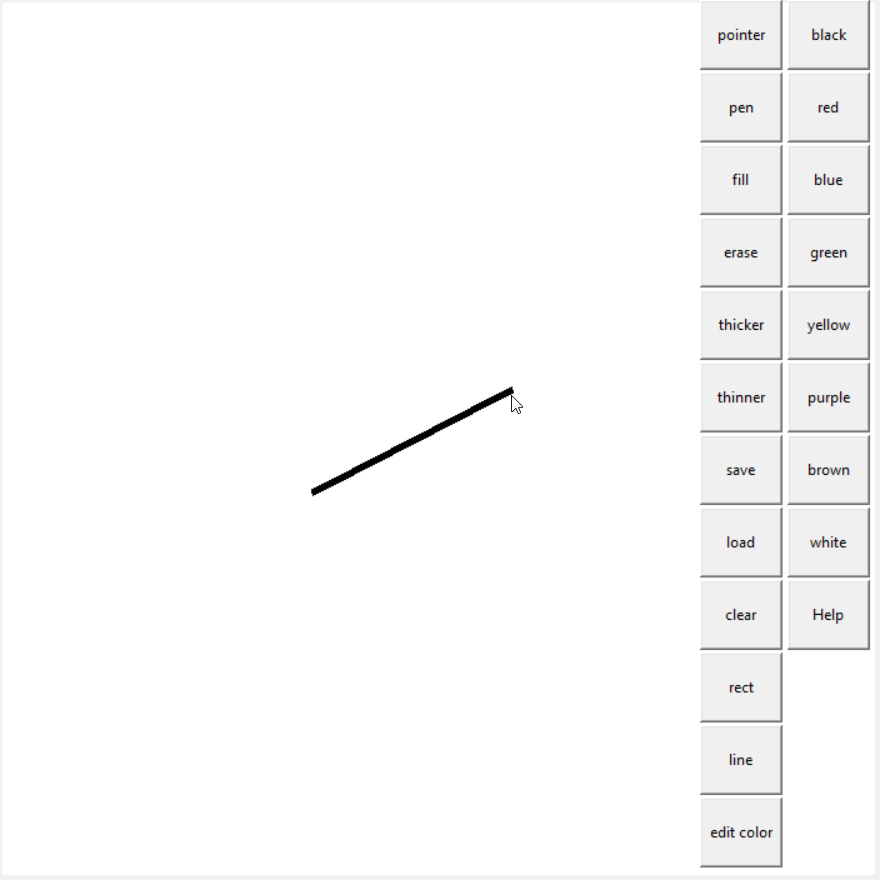 pointer black
pen red
fill blue
erase green
thicker yellow
thinner purple
save brown
load white
clear Help
rect
line
edit color